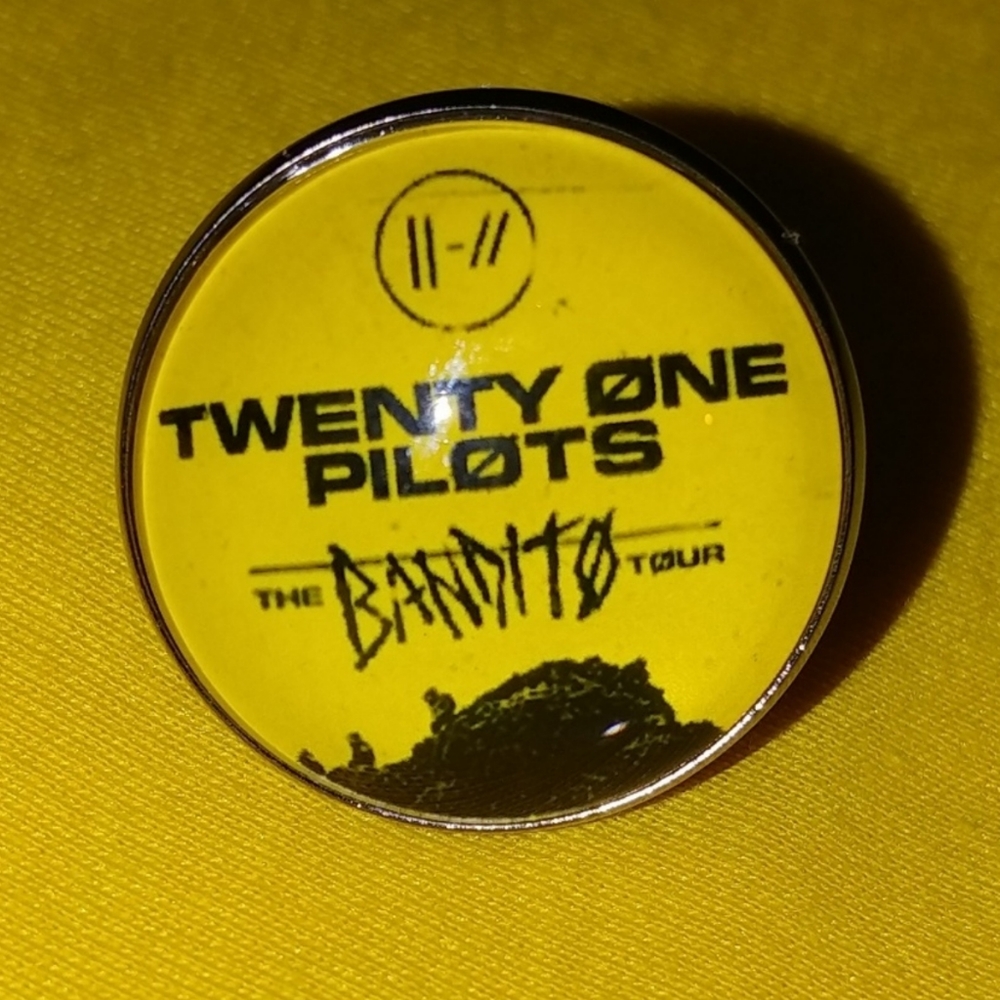 ||-//
TWENTY ØNE
PILØTS
THE BANDITØ TØUR